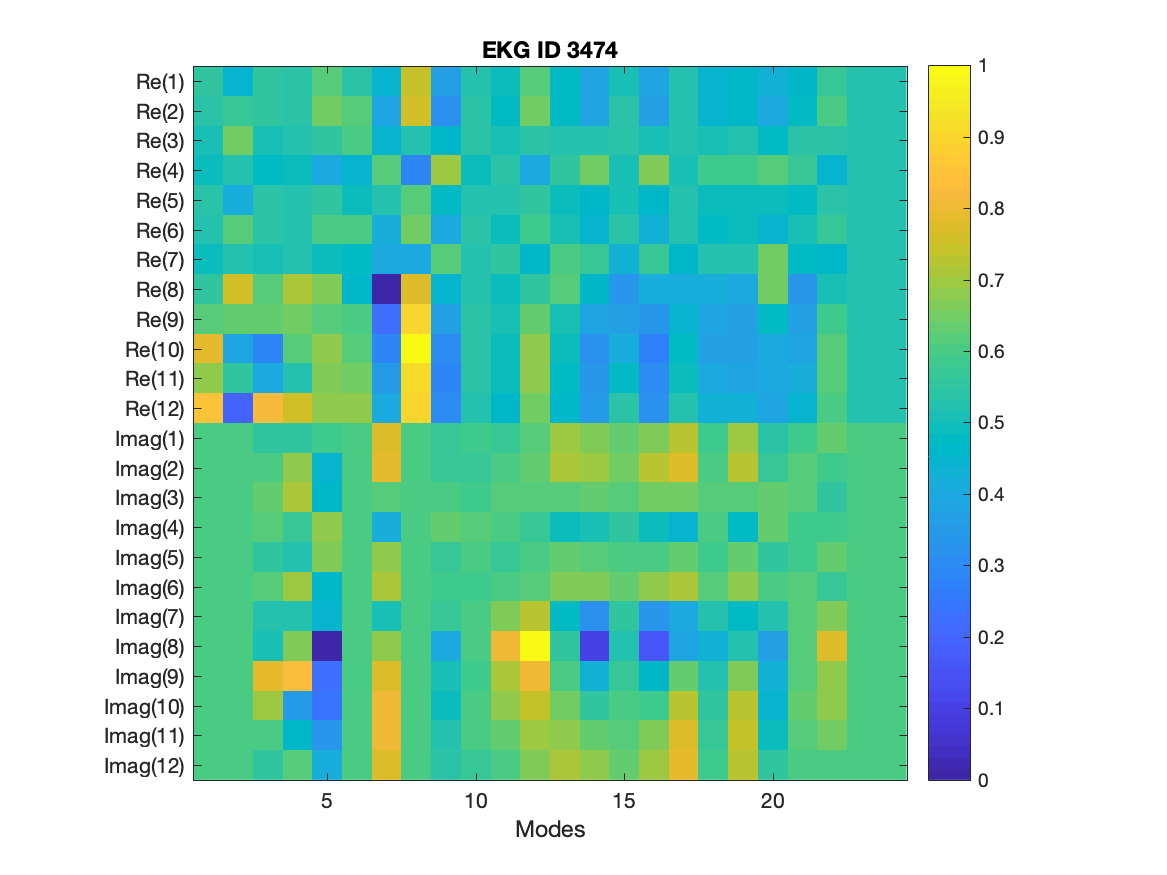 EKG ID 3474
Re(1)
Re(2)
Re(3)
Re(4)
Re(5)
Re(6)
Re(7)
Re(8)
Re(9)
Re(10)
Re(11)
Re(12)
Imag(1)
Imag(2)
Imag(3)
Imag(4)
Imag(5)
Imag(6)
Imag(7)
Imag(8)
Imag(9)
Imag(10)
Imag(11)
Imag(12)
5 10 15 20
Modes
1
0.9
0.8
0.7
0.6
0.5
0.4
0.3
0.2
0.1
0